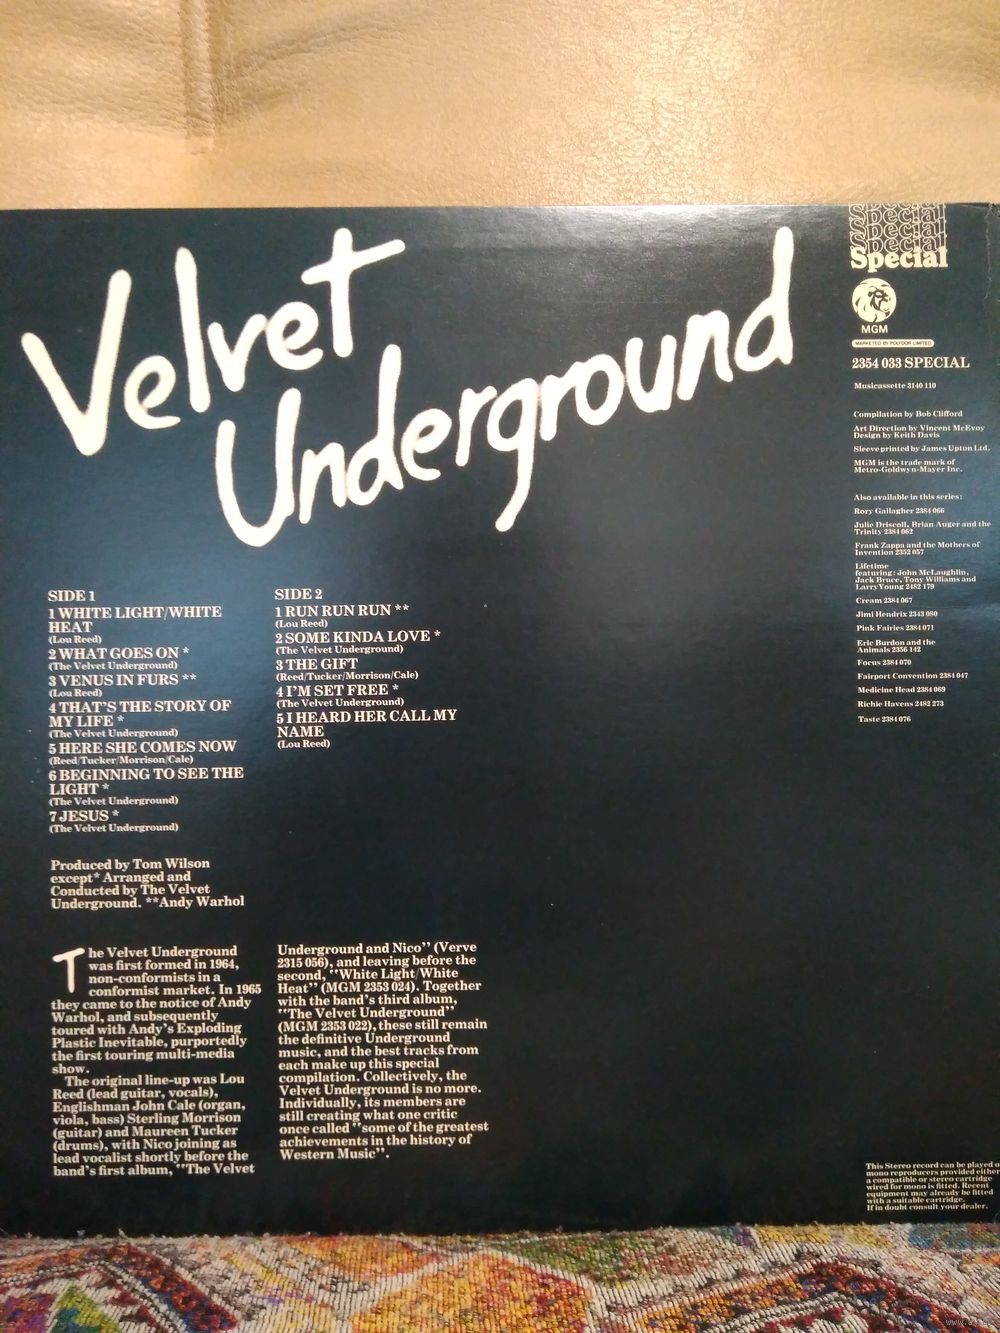 Velvet
Underground
Special
Special
Special
Special
Special
MGM
MARKETED BY POLYDOR LIMITED
2354 033 SPECIAL
Musicassette 3140 110
Compilation by Bob Clifford
Art Direction by Vincent McEvoy
Design by Keith Davis
Sleeve printed by James Upton Ltd.
MGM is the trade mark of
Metro-Goldwyn-Mayer Inc.
Also available in this series:
Rory Gallagher 2384 066
Julie Driscoll, Brian Auger and the
Trinity 2384 062
Frank Zappa and the Mothers of
Invention 2352 057
Lifetime
featuring: John McLaughlin,
Jack Bruce, Tony Williams and
Larry Young 2482 179
Cream 2384 067
Jimi Hendrix 2343 080
Pink Fairies 2384 071
Eric Burdon and the
Animals 2356 142
Focus 2384 070
Fairport Convention 2384 047
Medicine Head 2384 069
Richie Havens 2482 273
Taste 2384 076
SIDE 1
1 WHITE LIGHT/WHITE
HEAT
(Lou Reed)
2 WHAT GOES ON *
(The Velvet Underground)
3 VENUS IN FURS **
(Lou Reed)
4 THAT'S THE STORY OF
MY LIFE *
(The Velvet Underground)
5 HERE SHE COMES NOW
(Reed/Tucker/Morrison/Cale)
6 BEGINNING TO SEE THE
LIGHT *
(The Velvet Underground)
7 JESUS *
(The Velvet Underground)
SIDE 2
1 RUN RUN RUN **
(Lou Reed)
2 SOME KINDA LOVE *
(The Velvet Underground)
3 THE GIFT
(Reed/Tucker/Morrison/Cale)
4 I'M SET FREE *
(The Velvet Underground)
5 I HEARD HER CALL MY
NAME
(Lou Reed)
Produced by Tom Wilson
except* Arranged and
Conducted by The Velvet
Underground. **Andy Warhol
The Velvet Underground
was first formed in 1964,
non-conformists in a
conformist market. In 1965
they came to the notice of Andy
Warhol, and subsequently
toured with Andy's Exploding
Plastic Inevitable, purportedly
the first touring multi-media
show.
The original line-up was Lou
Reed (lead guitar, vocals),
Englishman John Cale (organ,
viola, bass) Sterling Morrison
(guitar) and Maureen Tucker
(drums), with Nico joining as
lead vocalist shortly before the
band's first album, "The Velvet
Underground and Nico" (Verve
2315 056), and leaving before the
second, "White Light/White
Heat" (MGM 2353 024). Together
with the band's third album,
"The Velvet Underground"
(MGM 2353 022), these still remain
the definitive Underground
music, and the best tracks from
each make up this special
compilation. Collectively, the
Velvet Underground is no more.
Individually, its members are
still creating what one critic
once called "some of the greatest
achievements in the history of
Western Music".
This Stereo record can be played on
mono reproducers provided either
a compatible or stereo cartridge
wired for mono is fitted. Recent
equipment may already be fitted
with a suitable cartridge.
If in doubt consult your dealer.